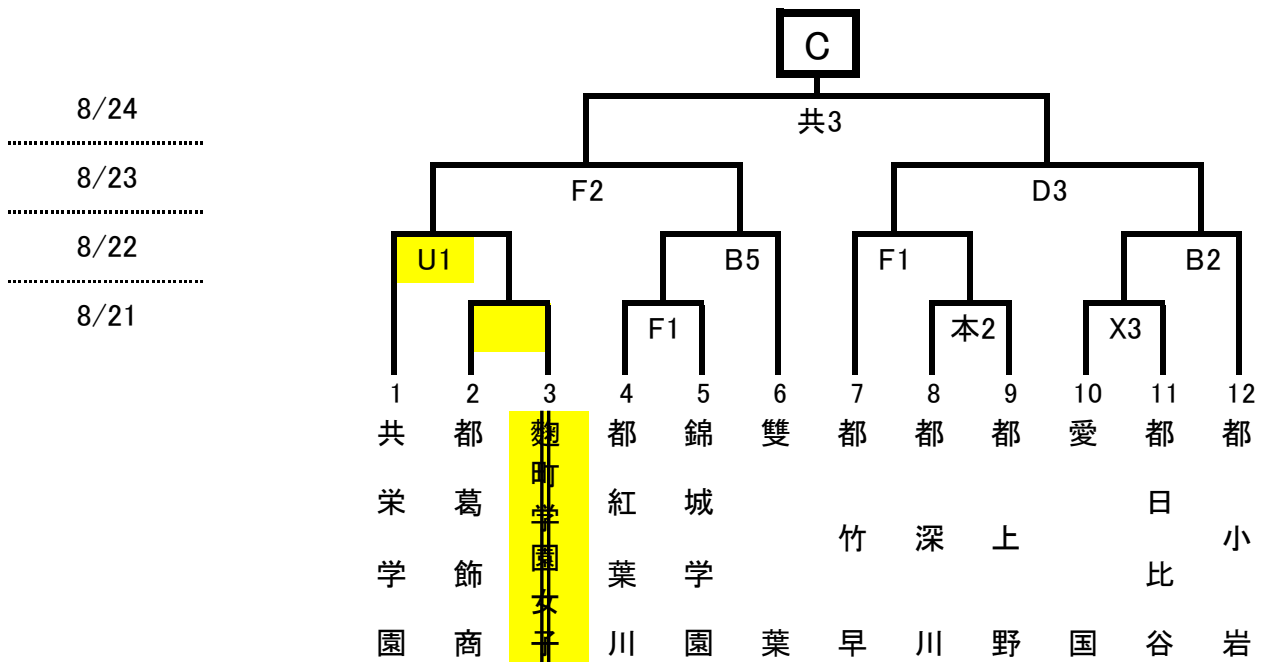 C
8/24
共3
8/23
F2
D3
8/22
U1
B5
F1
B2
8/21
F1
本2
X3
1 2 3 4 5 6 7 8 9 10 11 12
共栄学園
都葛飾商
麴町学園女子
都紅葉川
錦城学園
雙葉
都竹早
都深川
都上野
愛国
都日比谷
都小岩